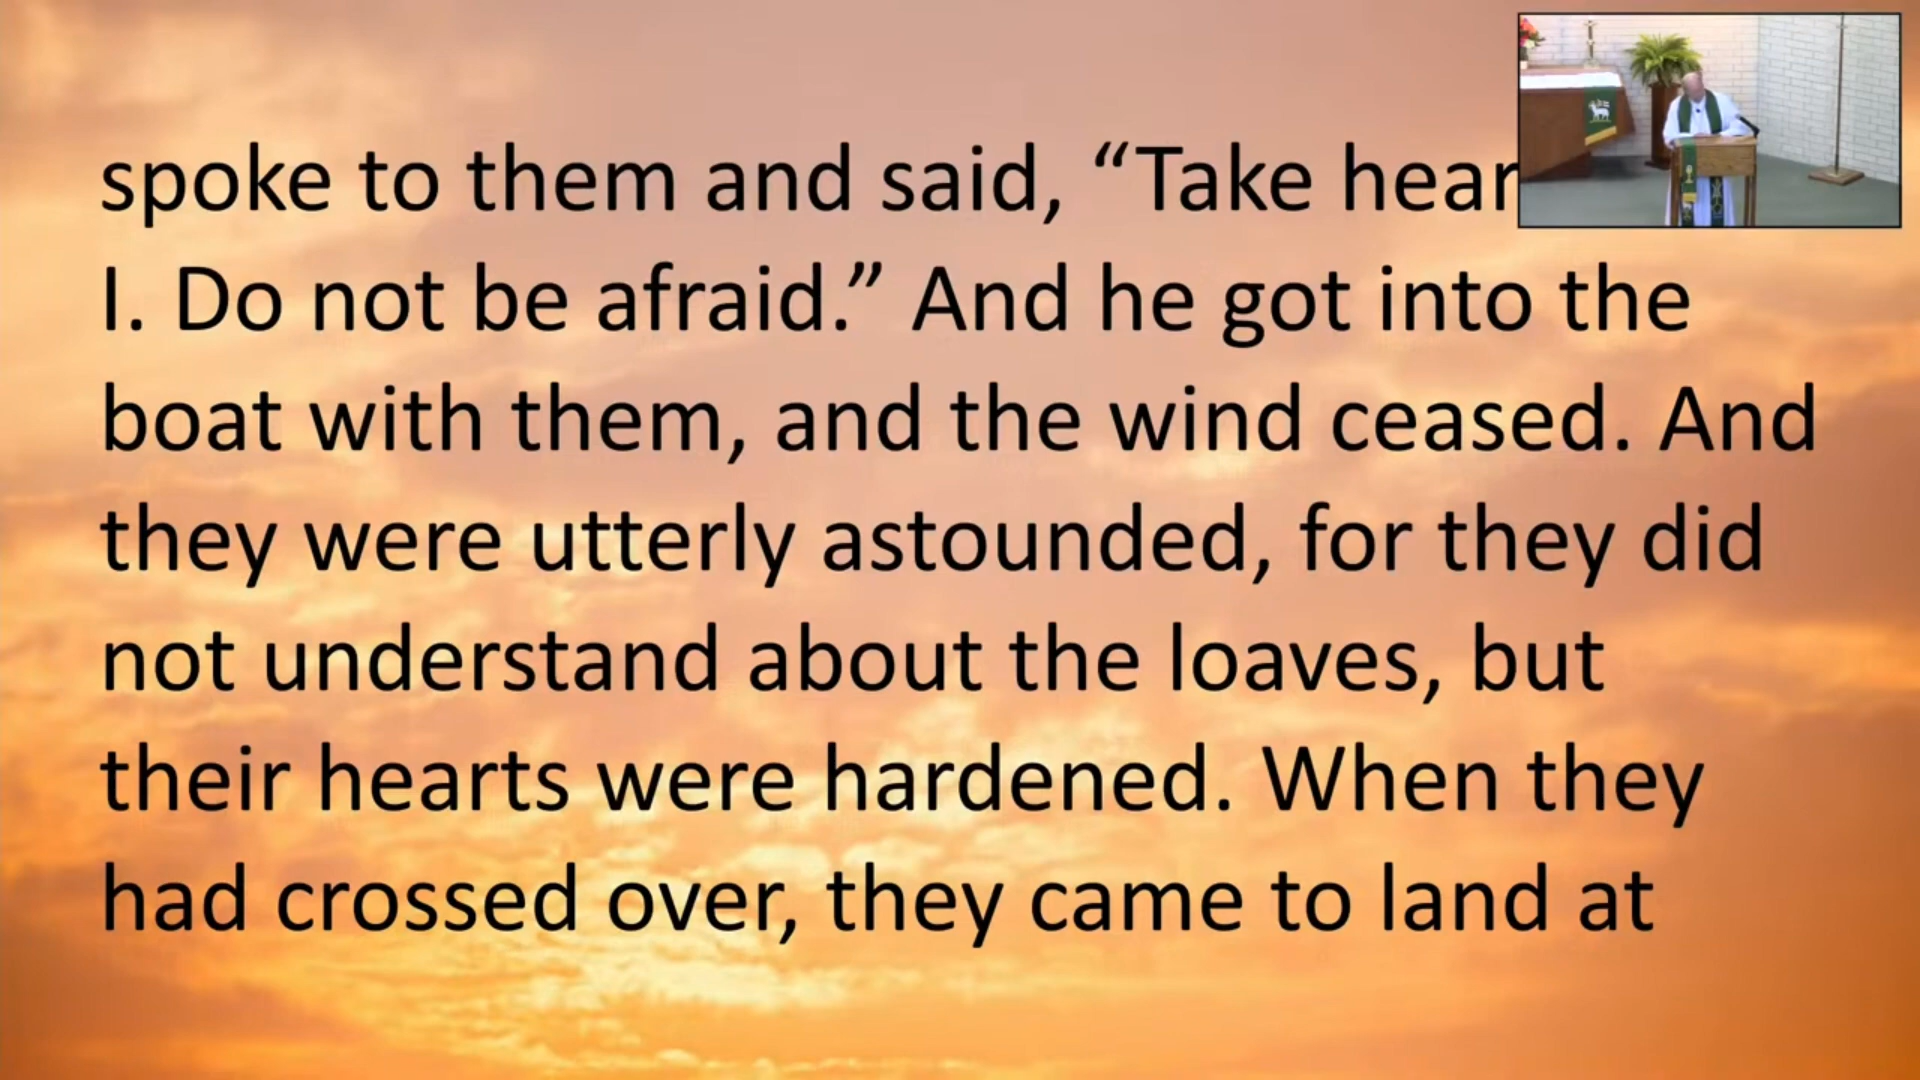 spoke to them and said, “Take hear
I. Do not be afraid.” And he got into the
boat with them, and the wind ceased. And
they were utterly astounded, for they did
not understand about the loaves, but
their hearts were hardened. When they
had crossed over, they came to land at